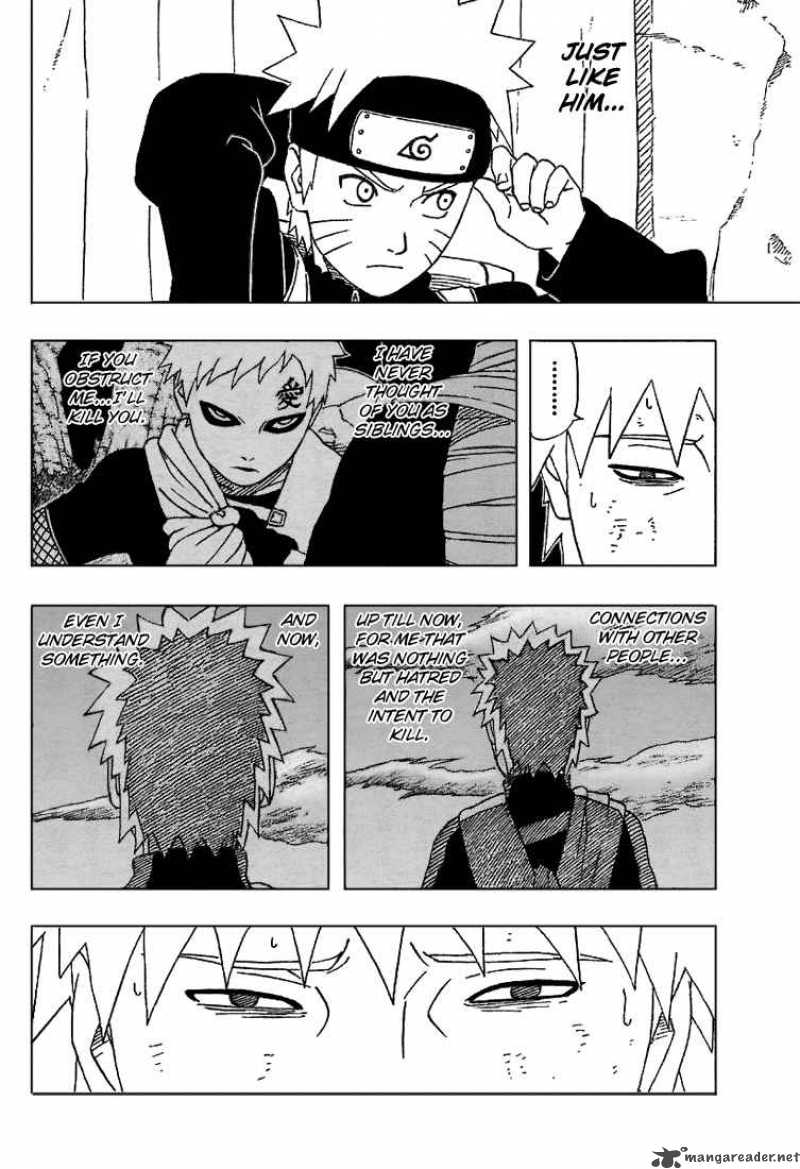 JUST
LIKE
HIM...
..........
I HAVE
NEVER
THOUGHT
OF YOU AS
SIBLINGS...
愛
IF YOU
OBSTRUCT
ME...I'LL
KILL YOU.
CONNECTIONS
WITH OTHER
PEOPLE...
UP TILL NOW,
FOR ME THAT
WAS NOTHING
BUT HATRED
AND THE
INTENT TO
KILL.
AND
NOW,
EVEN I
UNDERSTAND
SOMETHING.
mangareader.net